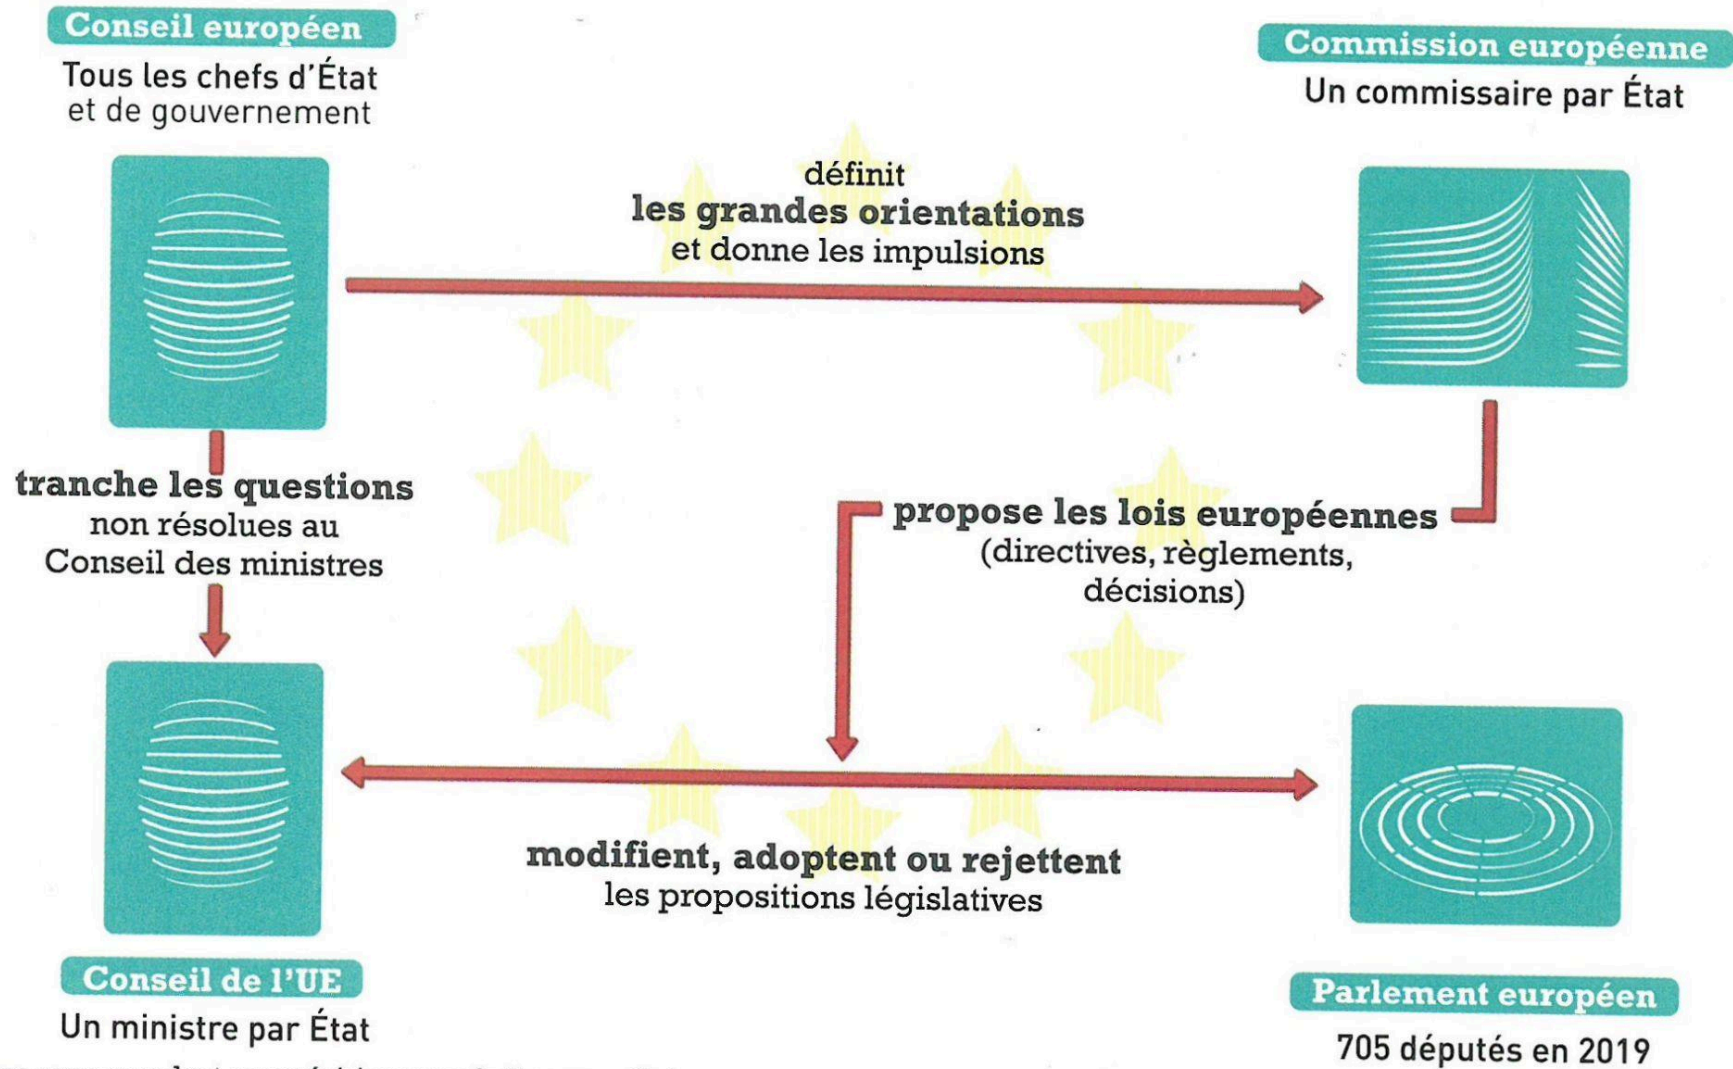 Conseil européen
Tous les chefs d'État
et de gouvernement
Commission européenne
Un commissaire par État
définit
les grandes orientations
et donne les impulsions
tranche les questions
non résolues au
Conseil des ministres
propose les lois européennes
(directives, règlements,
décisions)
modifient, adoptent ou rejettent
les propositions législatives
Conseil de l'UE
Un ministre par État
Parlement européen
705 députés en 2019